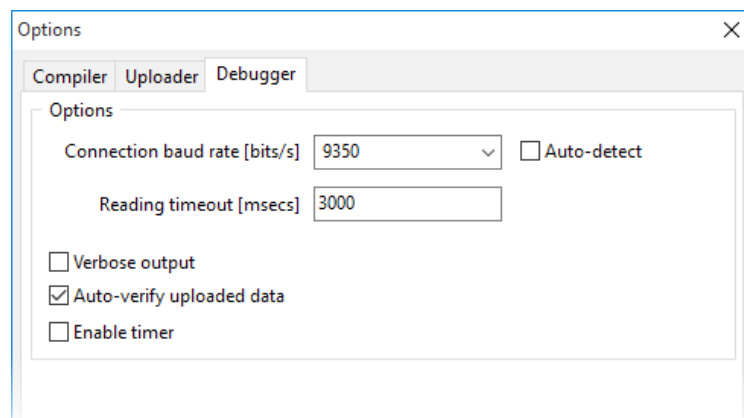 Options
Compiler Uploader Debugger
Options
Connection baud rate [bits/s] 9350 Auto-detect
Reading timeout [msecs] 3000
Verbose output
Auto-verify uploaded data
Enable timer